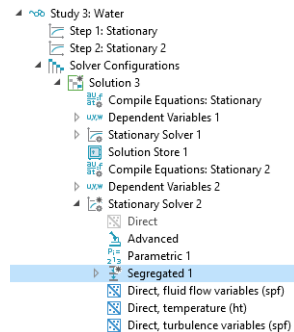 Study 3: Water
Step 1: Stationary
Step 2: Stationary 2
Solver Configurations
Solution 3
Compile Equations: Stationary
Dependent Variables 1
Stationary Solver 1
Solution Store 1
Compile Equations: Stationary 2
Dependent Variables 2
Stationary Solver 2
Direct
Advanced
Parametric 1
Segregated 1
Direct, fluid flow variables (spf)
Direct, temperature (ht)
Direct, turbulence variables (spf)